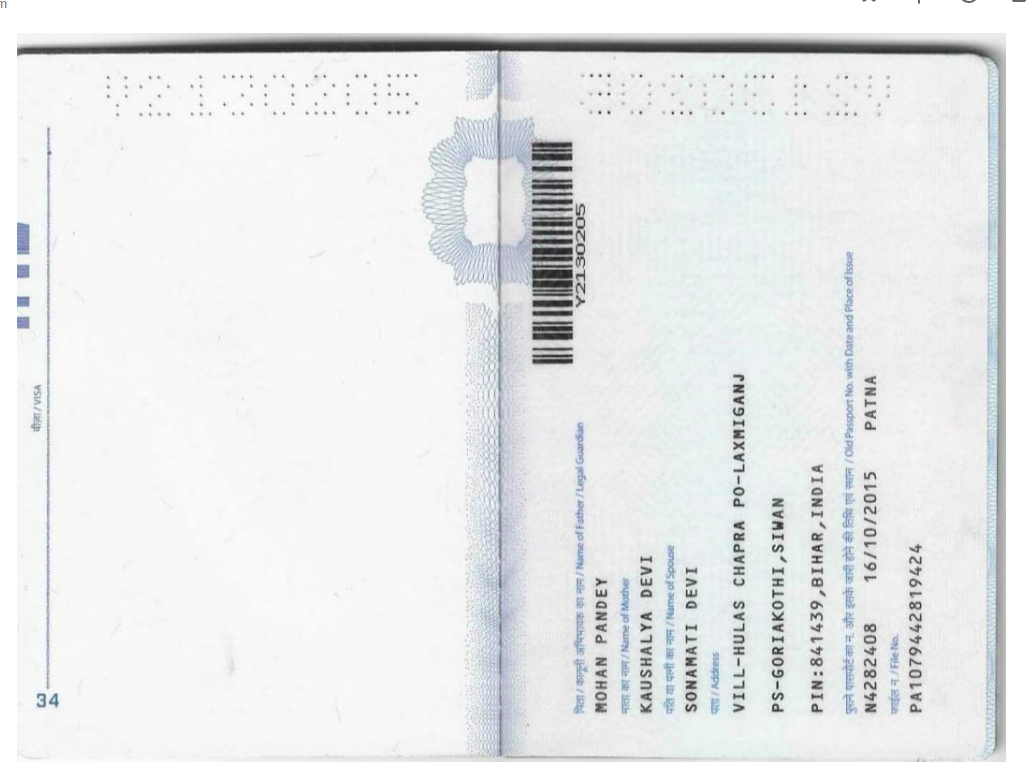 m
वीज़ा / VISA
34
Y2130205
Y2130205
पिता / कानूनी अभिभावक का नाम / Name of Father / Legal Guardian
MOHAN PANDEY
माता का नाम / Name of Mother
KAUSHALYA DEVI
पति या पत्नी का नाम / Name of Spouse
SONAMATI DEVI
पता / Address
VILL-HULAS CHAPRA PO-LAXMIGANJ
PS-GORIAKOTHI,SIWAN
PIN:841439,BIHAR,INDIA
पुराने पासपोर्ट का न. और इसके जारी होने की तिथि एवं स्थान / Old Passport No. with Date and Place of Issue
N4282408 16/10/2015 PATNA
फाईल न. / File No.
PA1079442819424